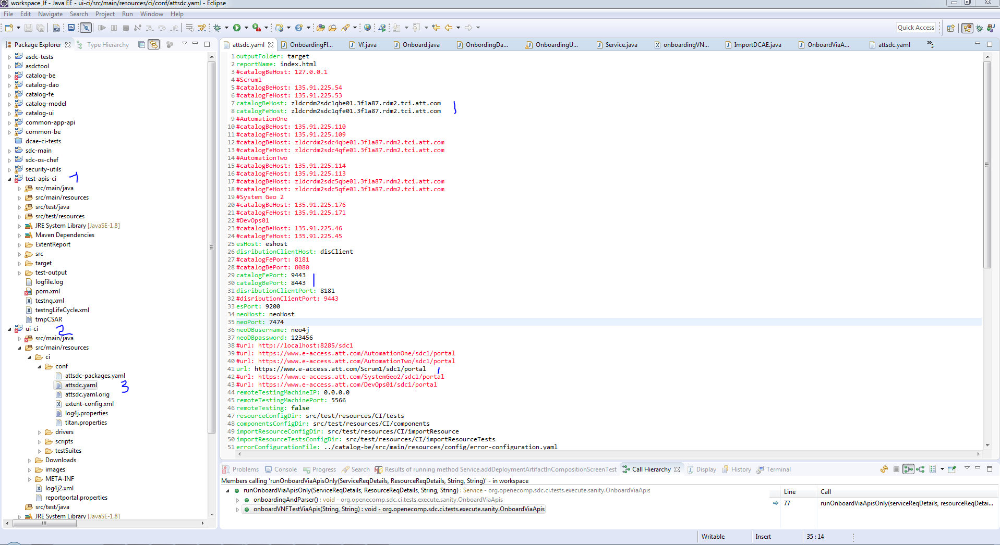 workspace_lf - Java EE - ui-ci/src/main/resources/ci/conf/attsdc.yaml - Eclipse
File Edit Navigate Search Project Run Window Help
Quick Access
Package Explorer Type Hierarchy
asdc-tests
asdctool
catalog-be
catalog-dao
catalog-fe
catalog-model
catalog-ui
common-app-api
common-be
dcae-ci-tests
sdc-main
sdc-os-chef
security-utils
test-apis-ci 1
src/main/java
src/main/resources
src/test/java
src/test/resources
JRE System Library [JavaSE-1.8]
Maven Dependencies
ExtentReport
src
target
test-output
logfile.log
pom.xml
testng.xml
testngLifeCycle.xml
tmpCSAR
ui-ci 2
src/main/java
src/main/resources
ci
conf
attsdc-packages.yaml
attsdc.yaml 3
attsdc.yaml.orig
extent-config.xml
log4j.properties
titan.properties
drivers
scripts
testSuites
Downloads
images
META-INF
log4j2.xml
reportportal.properties
src/test/java
JRE System Library [JavaSE-1.8]
attsdc.yaml OnboardingFl... Vf.java Onboard.java OnbordingDa... OnboardingU... Service.java onboardingVN... ImportDCAE.java OnboardViaA... attsdc.yaml »3
1 outputFolder: target
2 reportName: index.html
3 #catalogBeHost: 127.0.0.1
4 #Scrum1
5 #catalogBeHost: 135.91.225.54
6 #catalogFeHost: 135.91.225.53
7 catalogBeHost: zldcrdm2sdc1qbe01.3f1a87.rdm2.tci.att.com
8 catalogFeHost: zldcrdm2sdc1qfe01.3f1a87.rdm2.tci.att.com
9 #AutomationOne
10 #catalogBeHost: 135.91.225.110
11 #catalogFeHost: 135.91.225.109
12 #catalogBeHost: zldcrdm2sdc4qbe01.3f1a87.rdm2.tci.att.com
13 #catalogFeHost: zldcrdm2sdc4qfe01.3f1a87.rdm2.tci.att.com
14 #AutomationTwo
15 #catalogBeHost: 135.91.225.114
16 #catalogFeHost: 135.91.225.113
17 #catalogBeHost: zldcrdm2sdc5qbe01.3f1a87.rdm2.tci.att.com
18 #catalogFeHost: zldcrdm2sdc5qfe01.3f1a87.rdm2.tci.att.com
19 #System Geo 2
20 #catalogBeHost: 135.91.225.176
21 #catalogFeHost: 135.91.225.171
22 #DevOps01
23 #catalogBeHost: 135.91.225.46
24 #catalogFeHost: 135.91.225.45
25 esHost: eshost
26 disributionClientHost: disClient
27 #catalogFePort: 8181
28 #catalogBePort: 8080
29 catalogFePort: 9443
30 catalogBePort: 8443
31 disributionClientPort: 8181
32 #disributionClientPort: 9443
33 esPort: 9200
34 neoHost: neoHost
35 neoPort: 7474
36 neoDBusername: neo4j
37 neoDBpassword: 123456
38 #url: http://localhost:8285/sdc1
39 #url: https://www.e-access.att.com/AutomationOne/sdc1/portal
40 #url: https://www.e-access.att.com/AutomationTwo/sdc1/portal
41 url: https://www.e-access.att.com/Scrum1/sdc1/portal
42 #url: https://www.e-access.att.com/SystemGeo2/sdc1/portal
43 #url: https://www.e-access.att.com/DevOps01/sdc1/portal
44 remoteTestingMachineIP: 0.0.0.0
45 remoteTestingMachinePort: 5566
46 remoteTesting: false
47 resourceConfigDir: src/test/resources/CI/tests
48 componentsConfigDir: src/test/resources/CI/components
49 importResourceConfigDir: src/test/resources/CI/importResource
50 importResourceTestsConfigDir: src/test/resources/CI/importResourceTests
51 errorConfigurationFile: ../catalog-be/src/main/resources/config/error-configuration.yaml
Problems Console Progress Search Results of running method Service.addDeploymentArtifactInCompositionScreenTest Call Hierarchy Display History Terminal
Members calling 'runOnboardViaApisOnly(ServiceReqDetails, ResourceReqDetails, String, String)' - in workspace
runOnboardViaApisOnly(ServiceReqDetails, ResourceReqDetails, String, String) : Service - org.openecomp.sdc.ci.tests.execute.sanity.OnboardViaApis
onboardingAndParser() : void - org.openecomp.sdc.ci.tests.execute.sanity.OnboardViaApis
onboardVNFTestViaApis(String, String) : void - org.openecomp.sdc.ci.tests.execute.sanity.OnboardViaApis
Line Call
77 runOnboardViaApisOnly(serviceReqDetails, resourceReqDetai...
Writable Insert 35 : 14